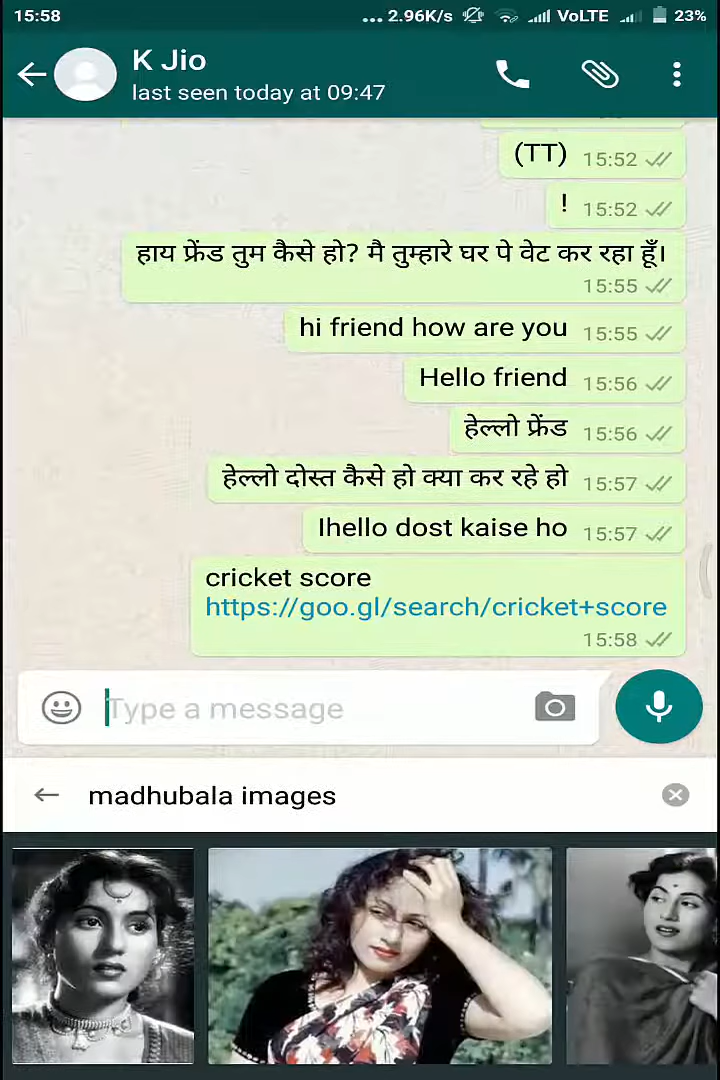 15:58 ... 2.96K/s VoLTE 23%
K Jio
last seen today at 09:47
(TT) 15:52
! 15:52
हाय फ्रेंड तुम कैसे हो? मै तुम्हारे घर पे वेट कर रहा हूँ।
15:55
hi friend how are you 15:55
Hello friend 15:56
हेल्लो फ्रेंड 15:56
हेल्लो दोस्त कैसे हो क्या कर रहे हो 15:57
Ihello dost kaise ho 15:57
cricket score
https://goo.gl/search/cricket+score
15:58
Type a message
madhubala images